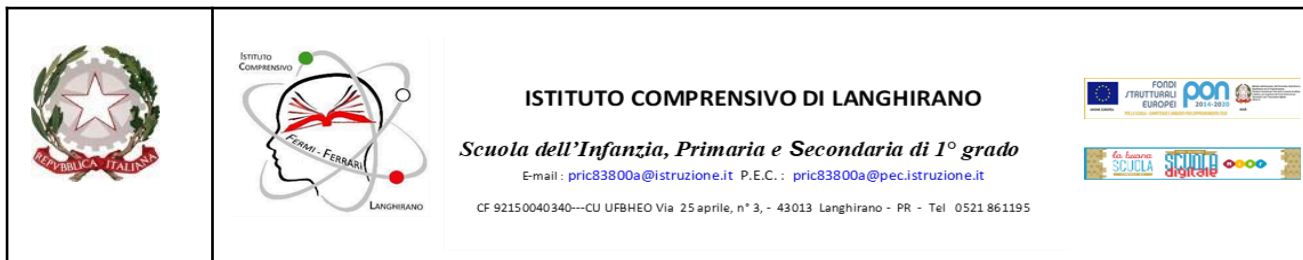 REPVBBLICA ITALIANA
ISTITUTO
COMPRENSIVO
FERMI - FERRARI
LANGHIRANO
ISTITUTO COMPRENSIVO DI LANGHIRANO
Scuola dell’Infanzia, Primaria e Secondaria di 1° grado
E-mail : pric83800a@istruzione.it P.E.C. : pric83800a@pec.istruzione.it
CF 92150040340---CU UFBHEO Via 25 aprile, n° 3, - 43013 Langhirano - PR - Tel 0521 861195
FONDI
STRUTTURALI
EUROPEI
pon
2014-2020
UNIONE EUROPEA
la buona
SCUOLA
SCUOLA
digitale